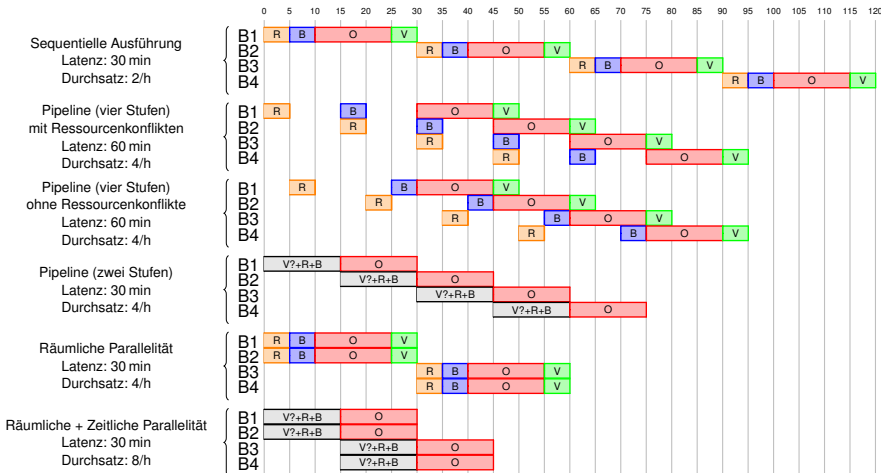 0 5 10 15 20 25 30 35 40 45 50 55 60 65 70 75 80 85 90 95 100 105 110 115 120
Sequentielle Ausführung
Latenz: 30 min
Durchsatz: 2/h
B1 R B O V
B2 R B O V
B3 R B O V
B4 R B O V
Pipeline (vier Stufen)
mit Ressourcenkonflikten
Latenz: 60 min
Durchsatz: 4/h
B1 R B O V
B2 R B O V
B3 R B O V
B4 R B O V
Pipeline (vier Stufen)
ohne Ressourcenkonflikte
Latenz: 60 min
Durchsatz: 4/h
B1 R B O V
B2 R B O V
B3 R B O V
B4 R B O V
Pipeline (zwei Stufen)
Latenz: 30 min
Durchsatz: 4/h
B1 V?+R+B O
B2 V?+R+B O
B3 V?+R+B O
B4 V?+R+B O
Räumliche Parallelität
Latenz: 30 min
Durchsatz: 4/h
B1 R B O V
B2 R B O V
B3 R B O V
B4 R B O V
Räumliche + Zeitliche Parallelität
Latenz: 30 min
Durchsatz: 8/h
B1 V?+R+B O
B2 V?+R+B O
B3 V?+R+B O
B4 V?+R+B O